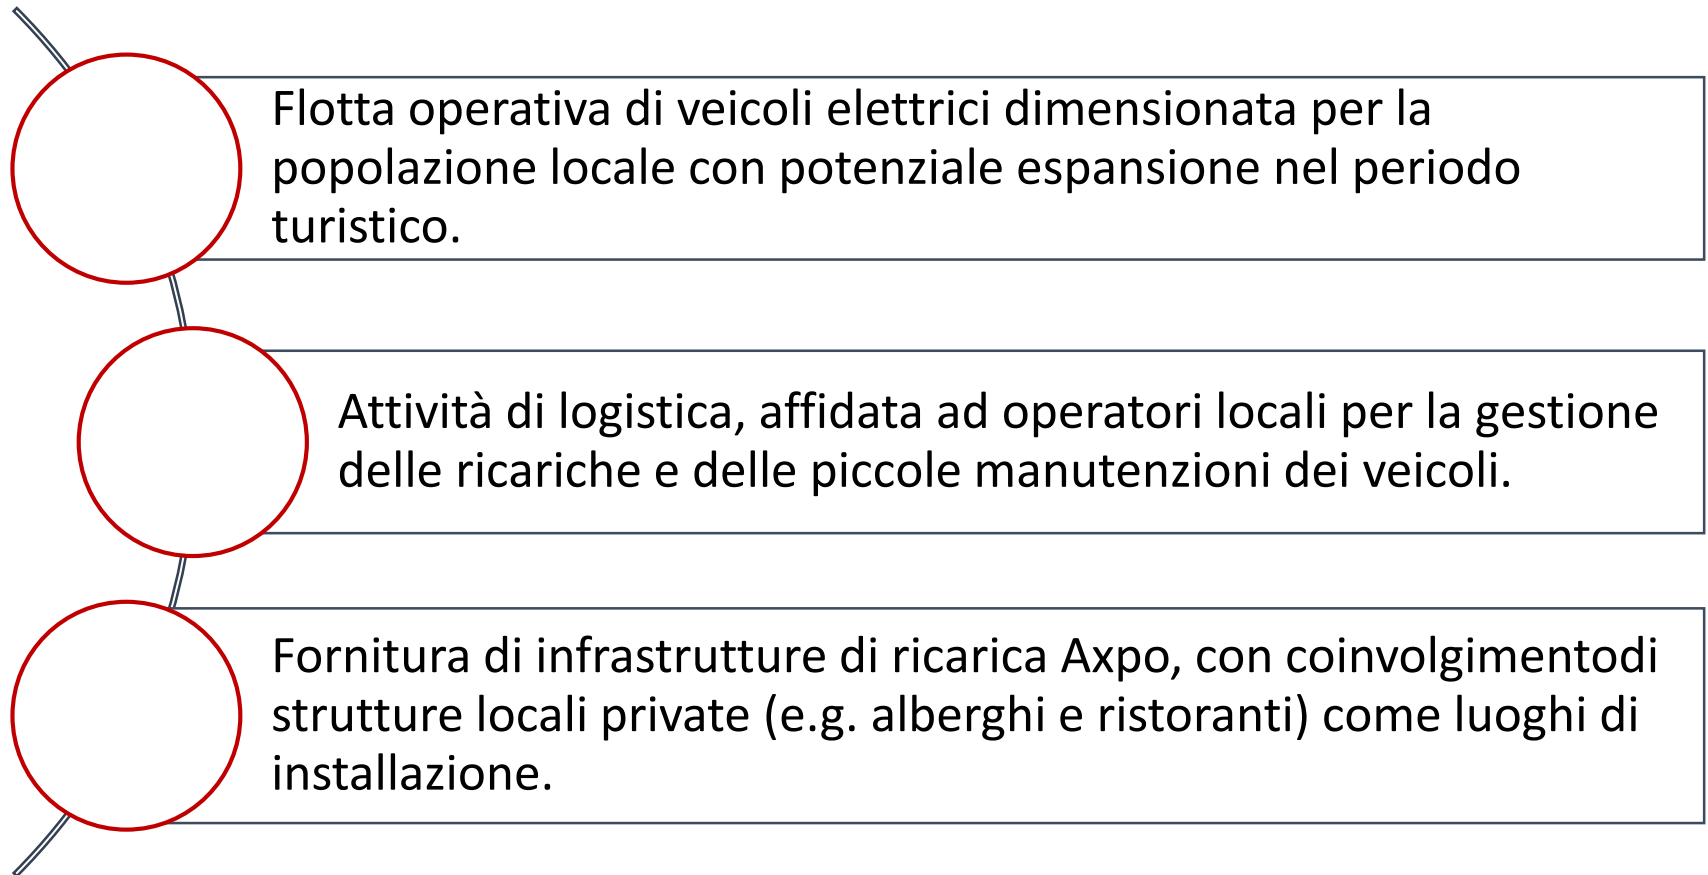 Flotta operativa di veicoli elettrici dimensionata per la
popolazione locale con potenziale espansione nel periodo
turistico.
Attività di logistica, affidata ad operatori locali per la gestione
delle ricariche e delle piccole manutenzioni dei veicoli.
Fornitura di infrastrutture di ricarica Axpo, con coinvolgimentodi
strutture locali private (e.g. alberghi e ristoranti) come luoghi di
installazione.